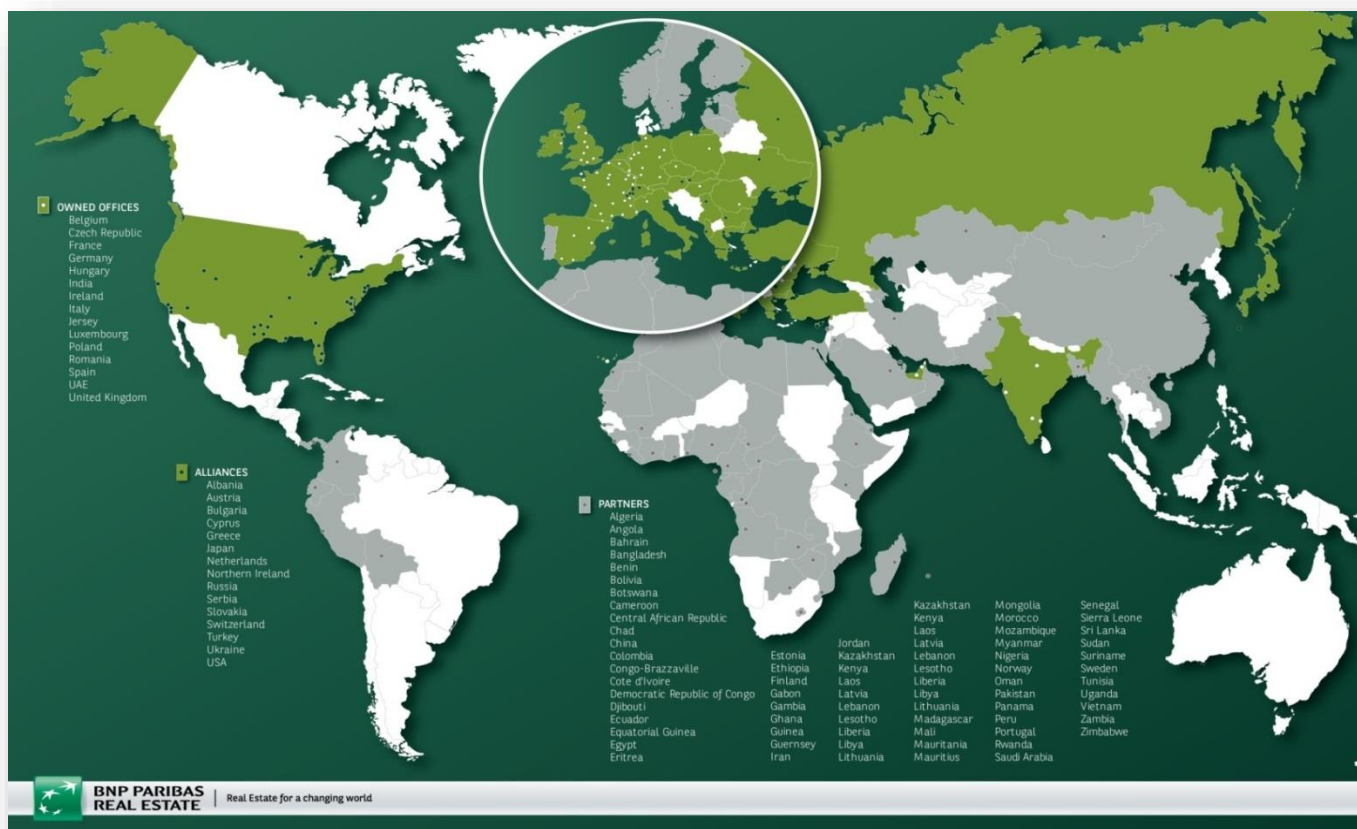 OWNED OFFICES
Belgium
Czech Republic
France
Germany
Hungary
India
Ireland
Italy
Jersey
Luxembourg
Poland
Romania
Spain
UAE
United Kingdom
ALLIANCES
Albania
Austria
Bulgaria
Cyprus
Greece
Japan
Netherlands
Northern Ireland
Russia
Serbia
Slovakia
Switzerland
Turkey
Ukraine
USA
PARTNERS
Algeria
Angola
Bahrain
Bangladesh
Benin
Bolivia
Botswana
Cameroon
Central African Republic
Chad
China
Colombia
Congo-Brazzaville
Cote d'Ivoire
Democratic Republic of Congo
Djibouti
Ecuador
Equatorial Guinea
Egypt
Eritrea
Estonia
Ethiopia
Finland
Gabon
Gambia
Ghana
Guinea
Guernsey
Iran
Jordan
Kazakhstan
Kenya
Laos
Latvia
Lebanon
Lesotho
Liberia
Libya
Lithuania
Kazakhstan
Kenya
Laos
Latvia
Lebanon
Lesotho
Liberia
Libya
Lithuania
Madagascar
Mali
Mauritania
Mauritius
Mongolia
Morocco
Mozambique
Myanmar
Nigeria
Norway
Oman
Pakistan
Panama
Peru
Portugal
Rwanda
Saudi Arabia
Senegal
Sierra Leone
Sri Lanka
Sudan
Suriname
Sweden
Tunisia
Uganda
Vietnam
Zambia
Zimbabwe
BNP PARIBAS
REAL ESTATE
Real Estate for a changing world